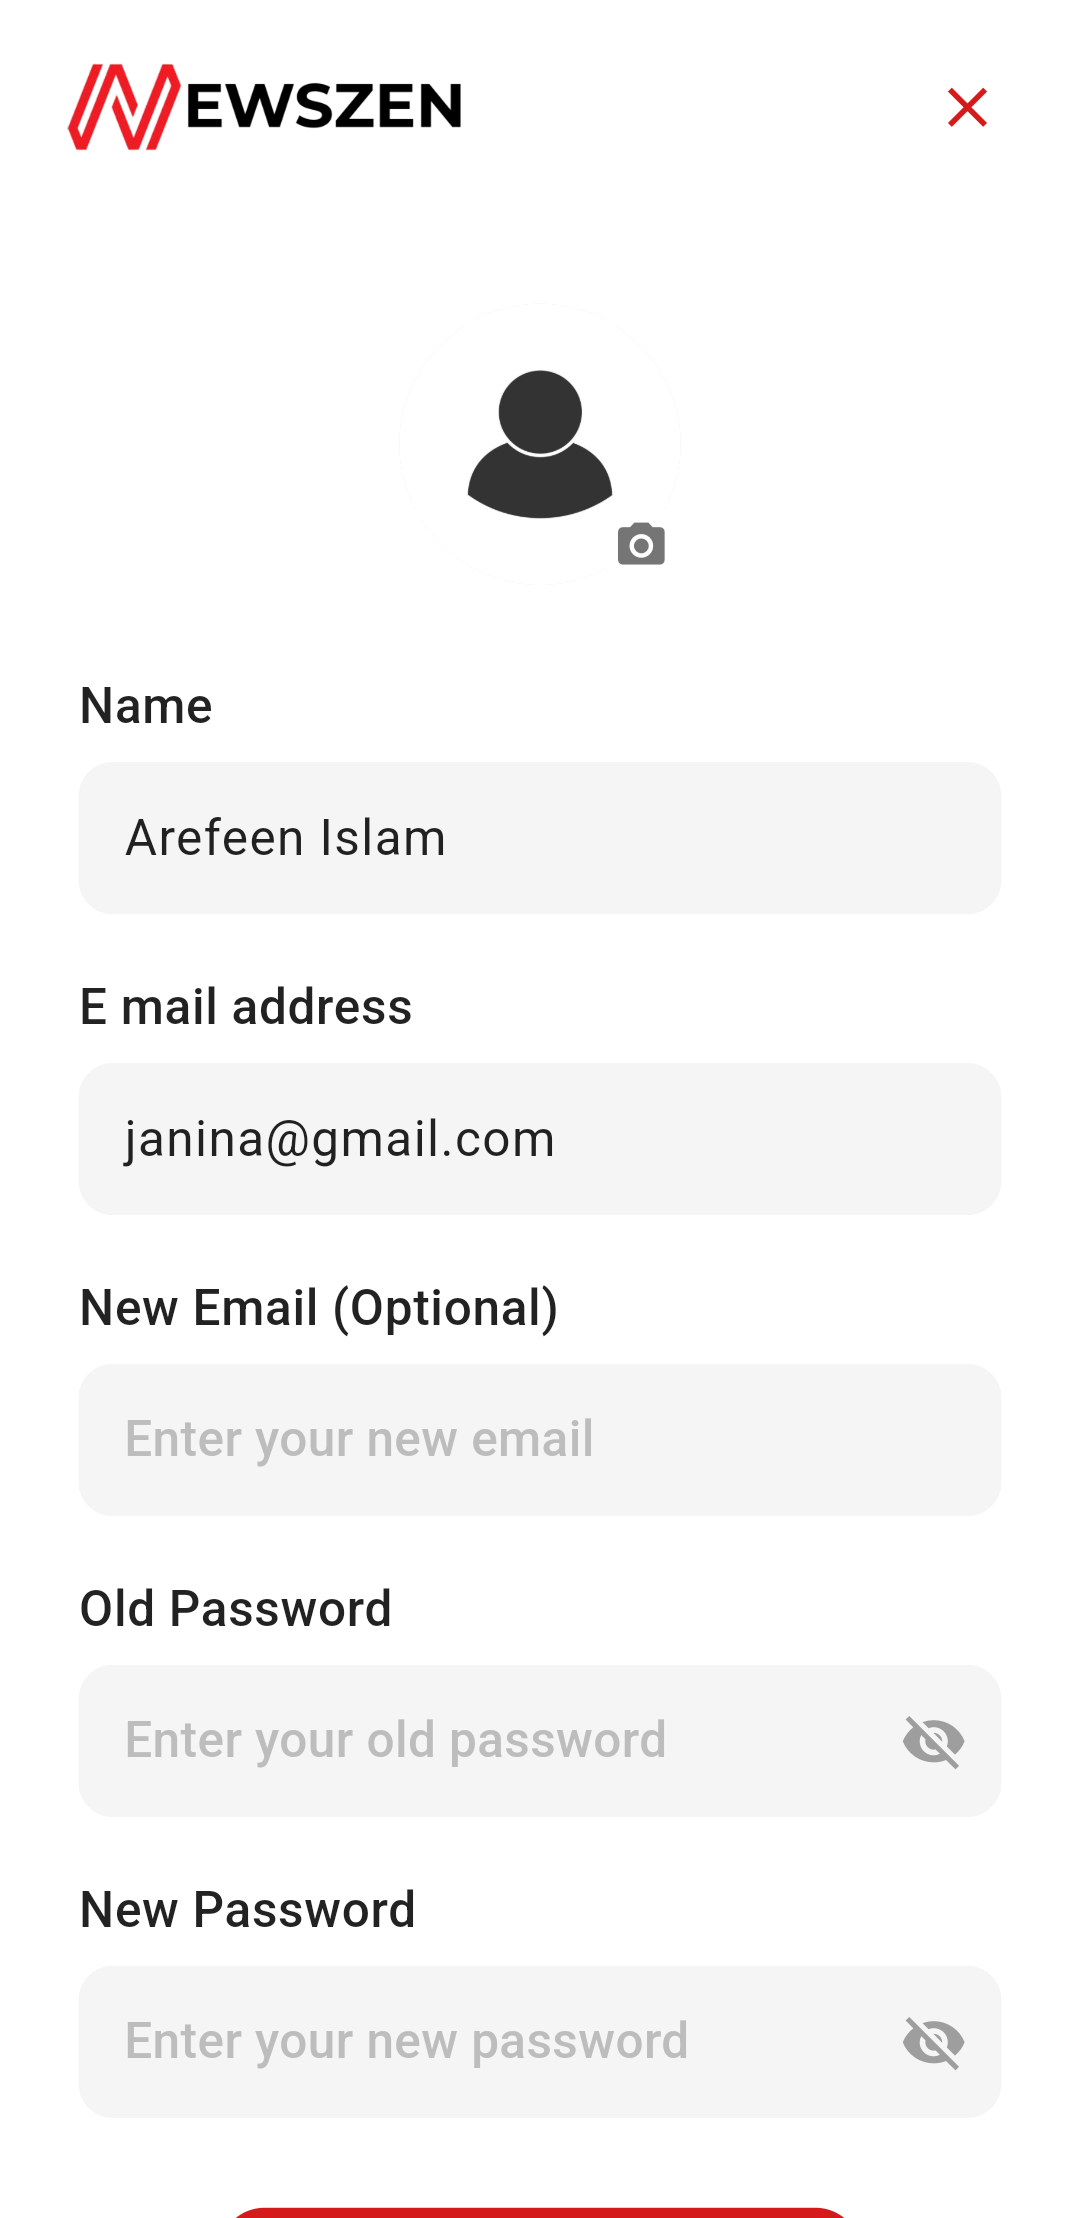 NEWSZEN
Name
Arefeen Islam
E mail address
janina@gmail.com
New Email (Optional)
Enter your new email
Old Password
Enter your old password
New Password
Enter your new password